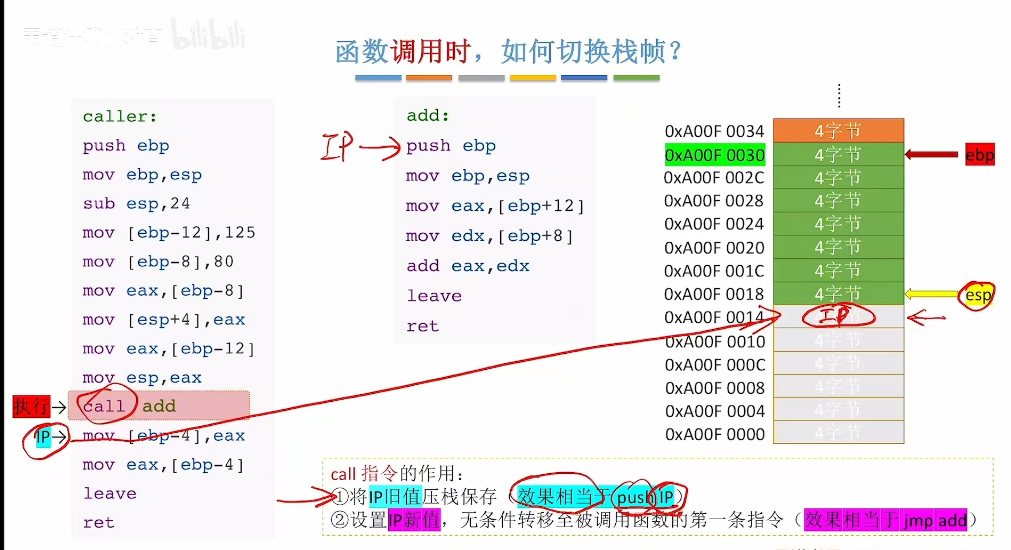 bilibili
函数调用时，如何切换栈帧？
caller:
push ebp
mov ebp,esp
sub esp,24
mov [ebp-12],125
mov [ebp-8],80
mov eax,[ebp-8]
mov [esp+4],eax
mov eax,[ebp-12]
mov esp,eax
执行→ call add
IP→ mov [ebp-4],eax
mov eax,[ebp-4]
leave
ret
add:
IP → push ebp
mov ebp,esp
mov eax,[ebp+12]
mov edx,[ebp+8]
add eax,edx
leave
ret
0xA00F 0034 4字节
0xA00F 0030 4字节 ebp
0xA00F 002C 4字节
0xA00F 0028 4字节
0xA00F 0024 4字节
0xA00F 0020 4字节
0xA00F 001C 4字节
0xA00F 0018 4字节 esp
0xA00F 0014 IP
0xA00F 0010 4字节
0xA00F 000C 4字节
0xA00F 0008 4字节
0xA00F 0004 4字节
0xA00F 0000 4字节
call 指令的作用：
①将IP旧值压栈保存（效果相当于push IP）
②设置IP新值，无条件转移至被调用函数的第一条指令（效果相当于 jmp add）